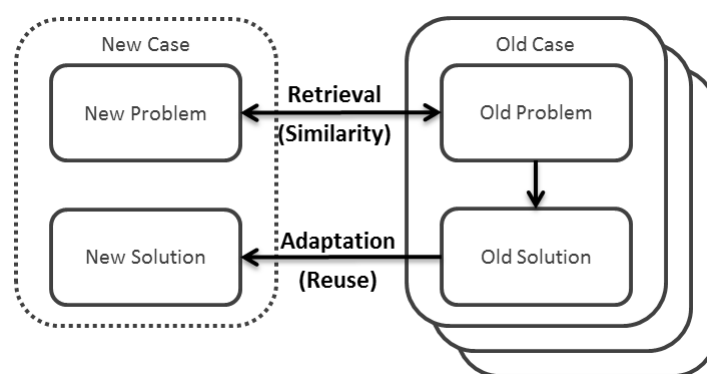 New Case
Old Case
New Problem
Retrieval
(Similarity)
Old Problem
New Solution
Adaptation
(Reuse)
Old Solution